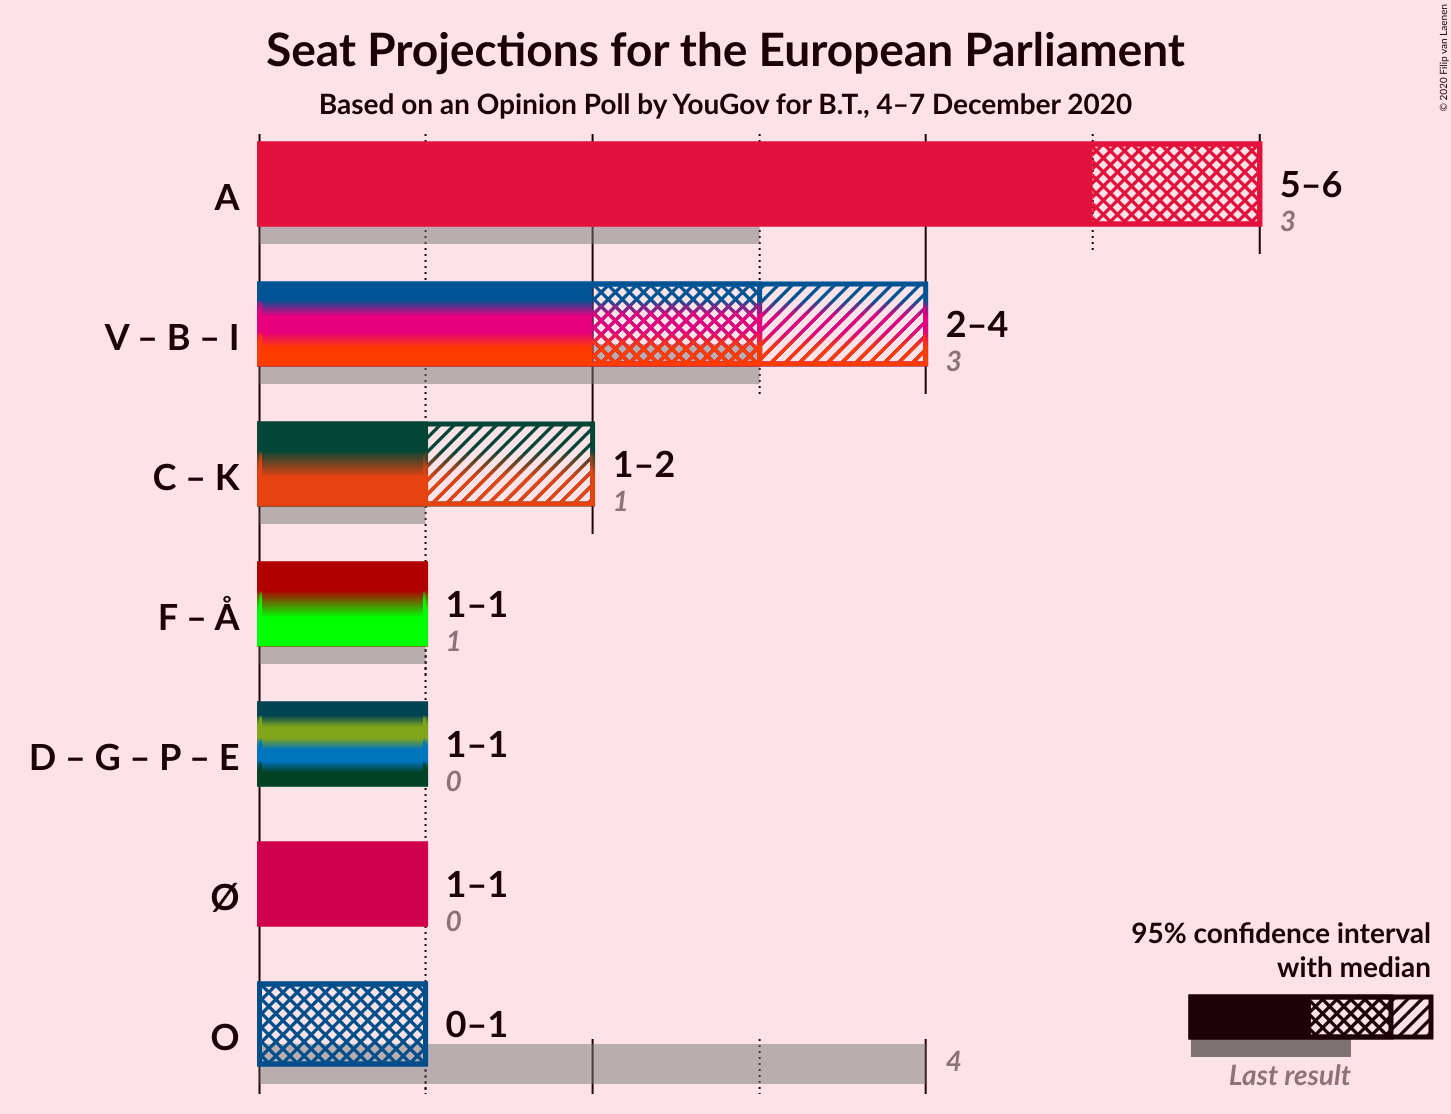 Seat Projections for the European Parliament
Based on an Opinion Poll by YouGov for B.T., 4–7 December 2020
© 2020 Filip van Laenen
A
5–6
3
V – B – I
2–4
3
C – K
1–2
1
F – Å
1–1
1
D – G – P – E
1–1
0
Ø
1–1
0
O
0–1
4
95% confidence interval
with median
Last result